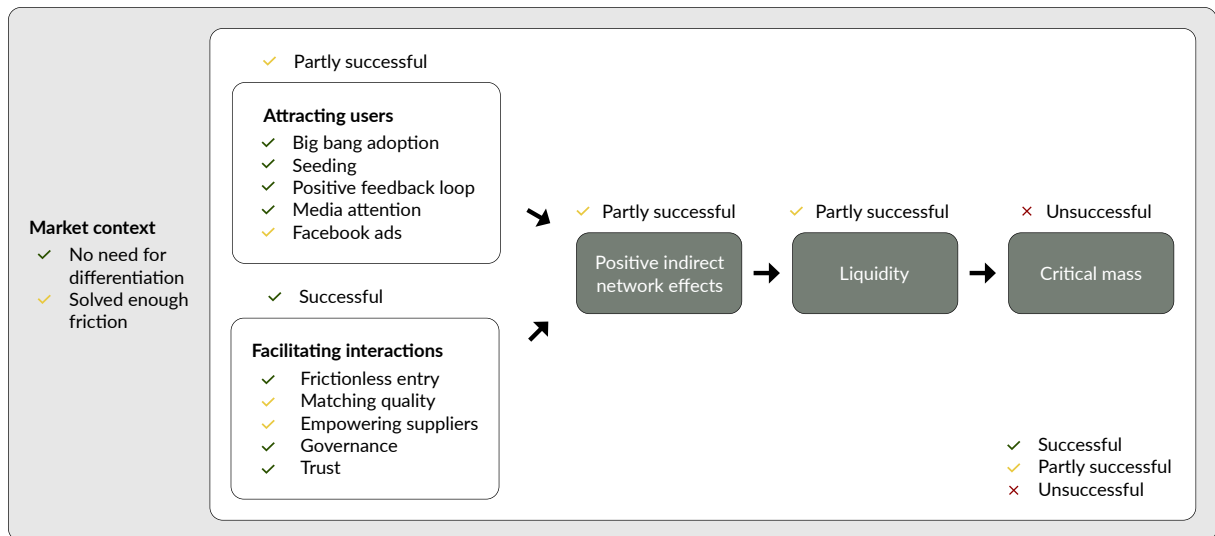 Market context
No need for
differentiation
Solved enough
friction
Partly successful
Attracting users
Big bang adoption
Seeding
Positive feedback loop
Media attention
Facebook ads
Successful
Facilitating interactions
Frictionless entry
Matching quality
Empowering suppliers
Governance
Trust
Partly successful
Positive indirect
network effects
Partly successful
Liquidity
Unsuccessful
Critical mass
Successful
Partly successful
Unsuccessful